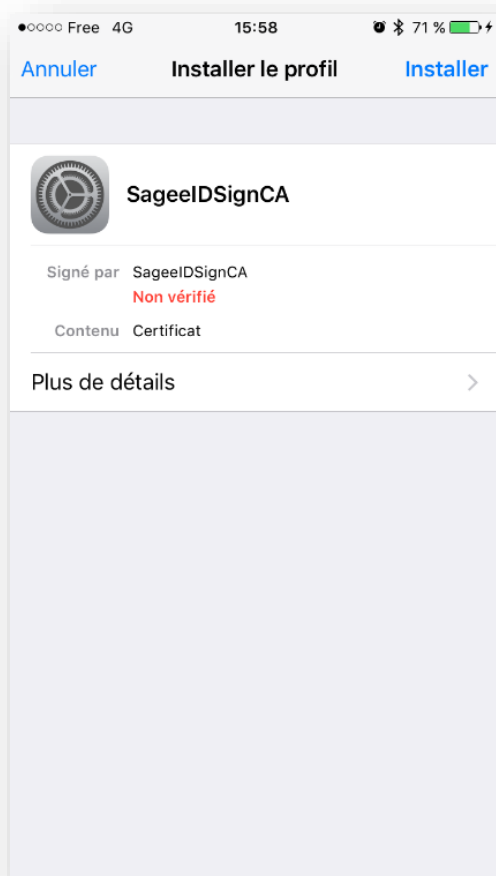 Free 4G 15:58 71 %
Annuler Installer le profil Installer
SageeIDSignCA
Signé par SageeIDSignCA
Non vérifié
Contenu Certificat
Plus de détails